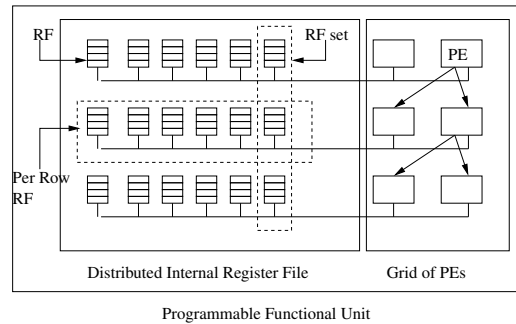 RF
RF set
PE
Per Row
RF
Distributed Internal Register File
Grid of PEs
Programmable Functional Unit